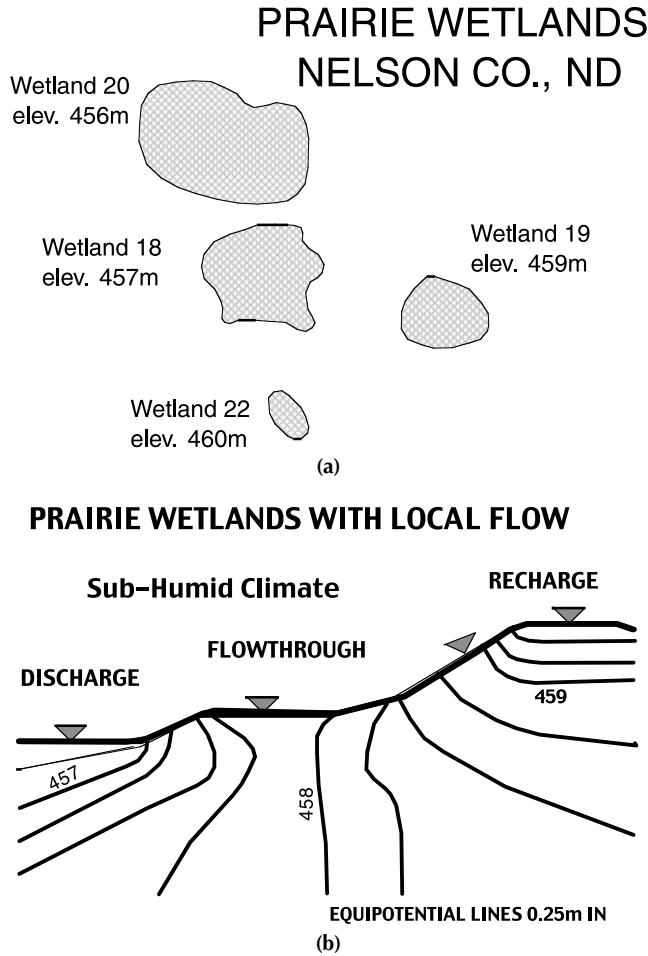 PRAIRIE WETLANDS
NELSON CO., ND
Wetland 20
elev. 456m
Wetland 18
elev. 457m
Wetland 19
elev. 459m
Wetland 22
elev. 460m
(a)
PRAIRIE WETLANDS WITH LOCAL FLOW
Sub-Humid Climate
RECHARGE
FLOWTHROUGH
DISCHARGE
459
457
458
EQUIPOTENTIAL LINES 0.25m IN
(b)